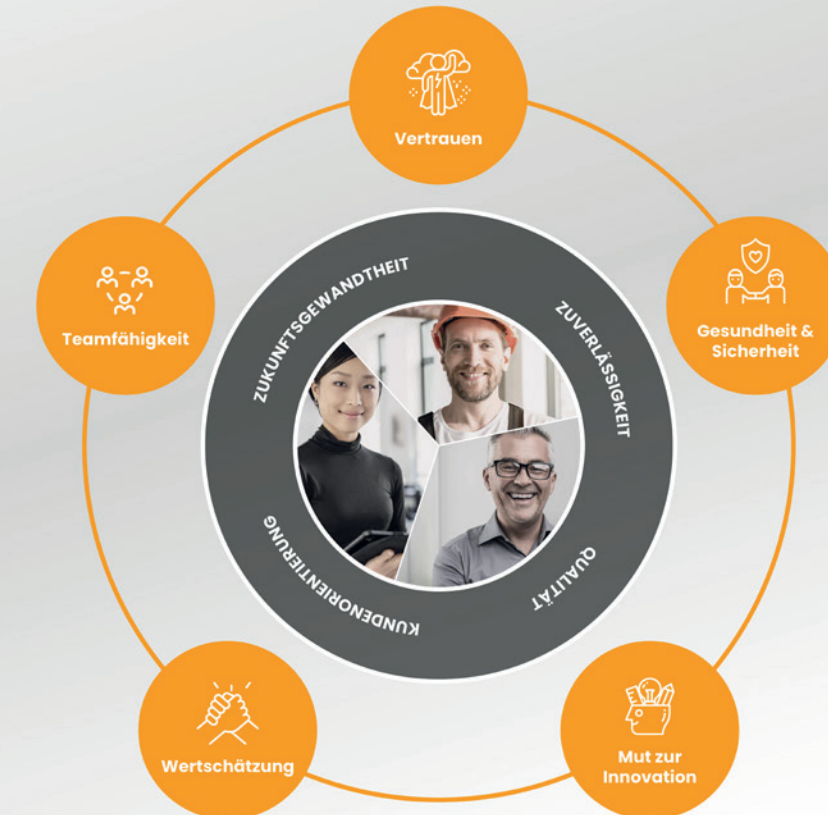 Vertrauen
Teamfähigkeit
Gesundheit &
Sicherheit
ZUKUNFTSGEWANDTHEIT
ZUVERLÄSSIGKEIT
KUNDENORIENTIERUNG
QUALITÄT
Wertschätzung
Mut zur
Innovation